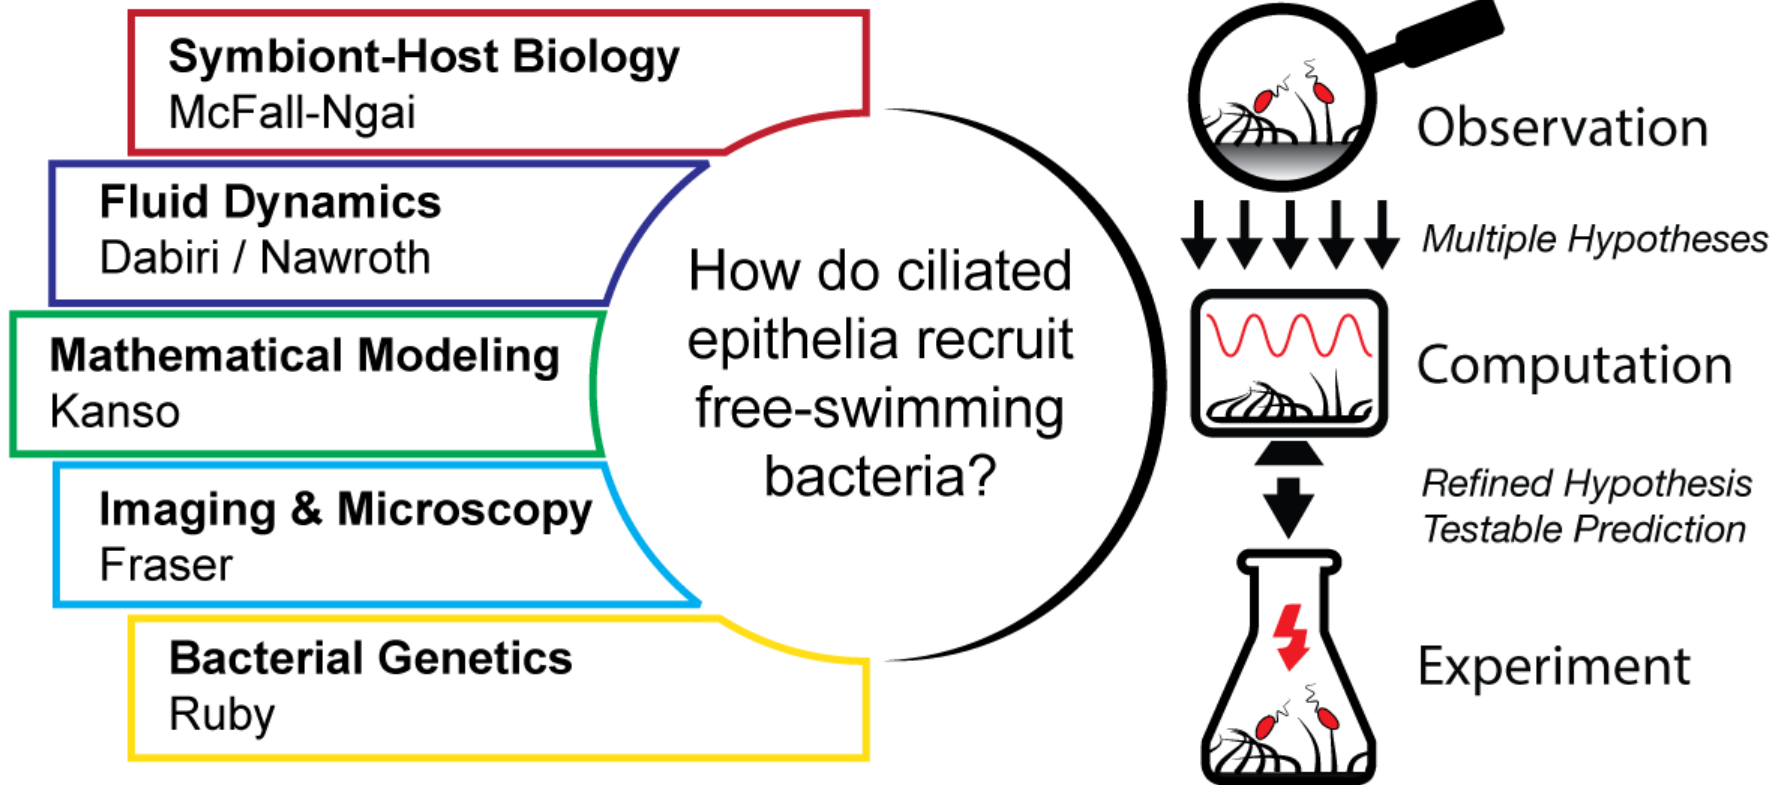 Symbiont-Host Biology
McFall-Ngai
Fluid Dynamics
Dabiri / Nawroth
Mathematical Modeling
Kanso
Imaging & Microscopy
Fraser
Bacterial Genetics
Ruby
How do ciliated
epithelia recruit
free-swimming
bacteria?
Observation
Multiple Hypotheses
Computation
Refined Hypothesis
Testable Prediction
Experiment